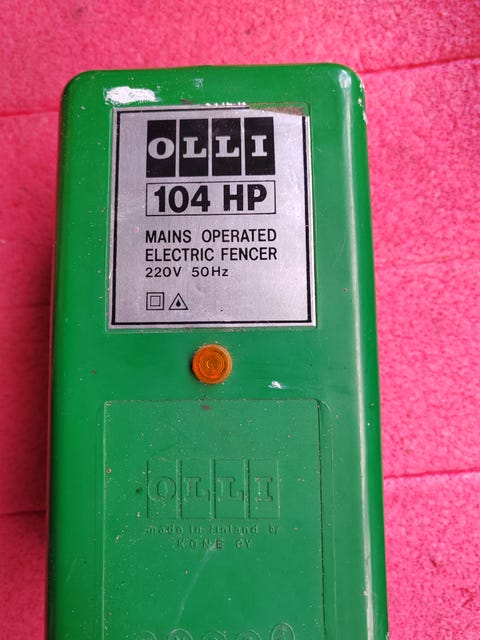 OLLI
104 HP
MAINS OPERATED
ELECTRIC FENCER
220V 50Hz
OLLI
made in Finland by
KONE OY